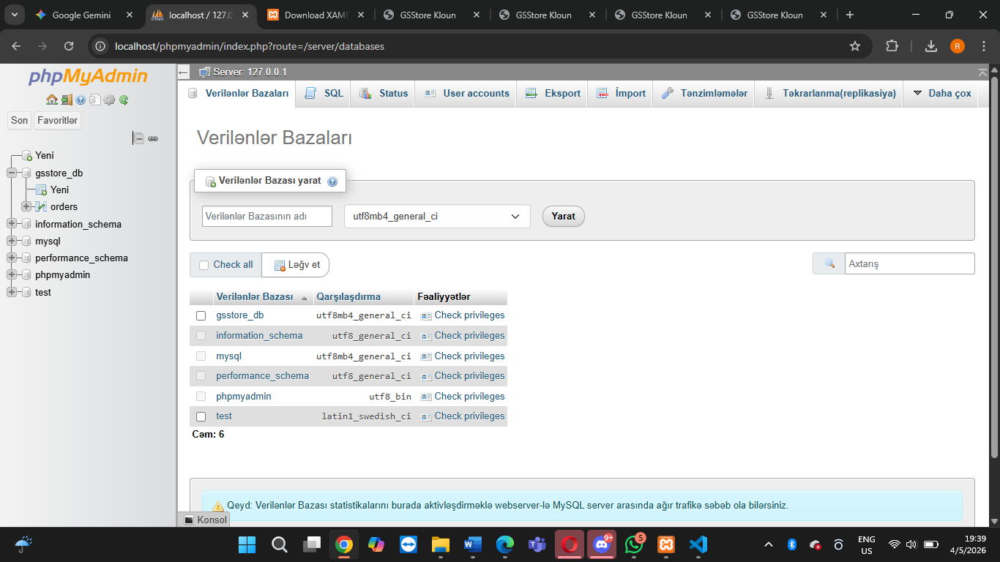 Google Gemini
localhost / 127.0
Download XAM
GSStore Kloun
GSStore Kloun
GSStore Kloun
GSStore Kloun
localhost/phpmyadmin/index.php?route=/server/databases
R
phpMyAdmin
Son
Favoritlər
Yeni
gsstore_db
Yeni
orders
information_schema
mysql
performance_schema
phpmyadmin
test
Server: 127.0.0.1
Verilənlər Bazaları
SQL
Status
User accounts
Eksport
İmport
Tənzimləmələr
Təkrarlanma(replikasiya)
Daha çox
Verilənlər Bazaları
Verilənlər Bazası yarat
Verilənlər Bazasının adı
utf8mb4_general_ci
Yarat
Check all
Ləğv et
Axtarış
Verilənlər Bazası Qarşılaşdırma Fəaliyyətlər
gsstore_db utf8mb4_general_ci Check privileges
information_schema utf8_general_ci Check privileges
mysql utf8mb4_general_ci Check privileges
performance_schema utf8_general_ci Check privileges
phpmyadmin utf8_bin Check privileges
test latin1_swedish_ci Check privileges
Cəm: 6
Qeyd: Verilənlər Bazası statistikalarını burada aktivləşdirməklə webserver-lə MySQL server arasında ağır trafikə səbəb ola bilərsiniz.
Konsol
9+
5
ENG
US
19:39
4/5/2026